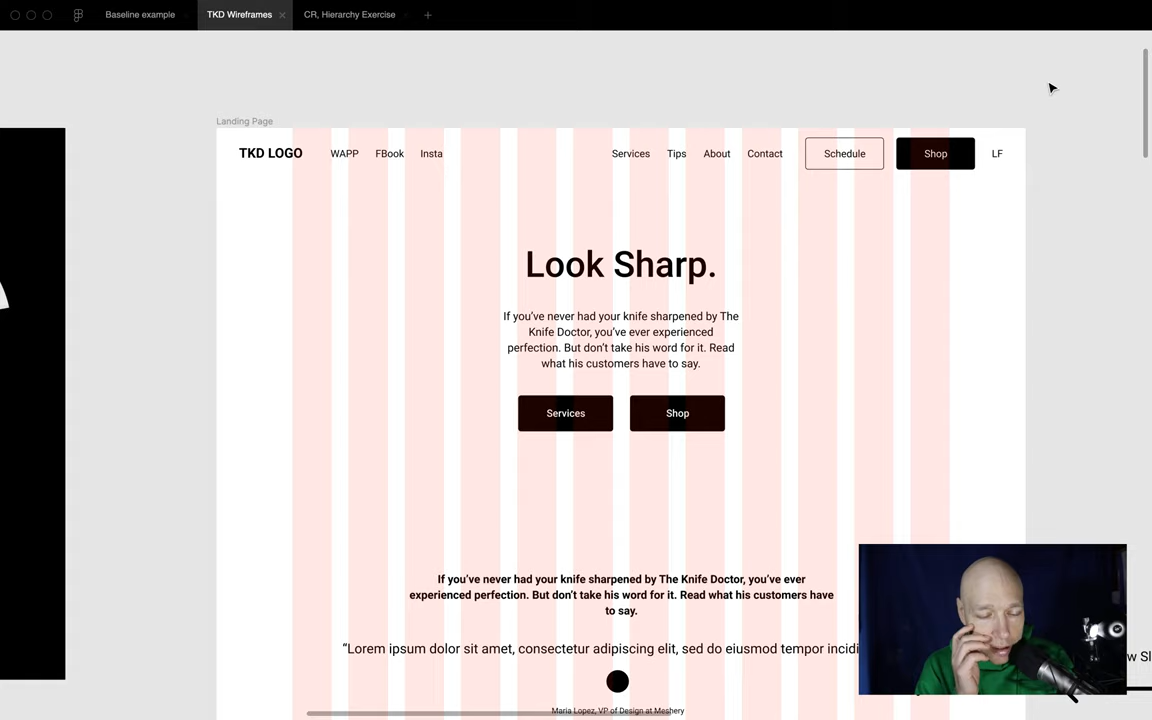 Baseline example
TKD Wireframes
CR, Hierarchy Exercise
Landing Page
TKD LOGO
WAPP
FBook
Insta
Services
Tips
About
Contact
Schedule
Shop
LF
Look Sharp.
If you’ve never had your knife sharpened by The
Knife Doctor, you’ve ever experienced
perfection. But don’t take his word for it. Read
what his customers have to say.
Services
Shop
If you’ve never had your knife sharpened by The Knife Doctor, you’ve ever
experienced perfection. But don’t take his word for it. Read what his customers have
to say.
“Lorem ipsum dolor sit amet, consectetur adipiscing elit, sed do eiusmod tempor incidi
Maria Lopez, VP of Design at Meshery